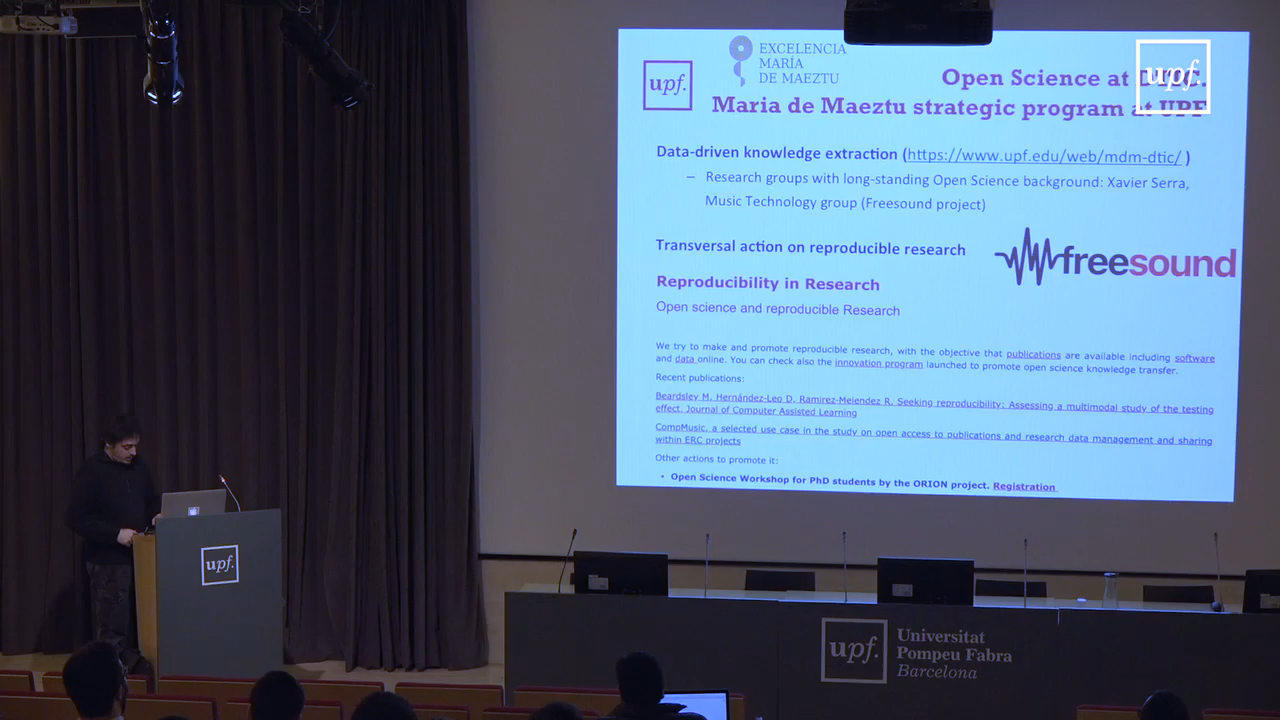 upf.
EXCELENCIA
MARÍA
DE MAEZTU
upf.
Open Science at DTIC.
Maria de Maeztu strategic program at UPF
Data-driven knowledge extraction (https://www.upf.edu/web/mdm-dtic/ )
– Research groups with long-standing Open Science background: Xavier Serra,
Music Technology group (Freesound project)
Transversal action on reproducible research
freesound
Reproducibility in Research
Open science and reproducible Research
We try to make and promote reproducible research, with the objective that publications are available including software
and data online. You can check also the innovation program launched to promote open science knowledge transfer.
Recent publications:
Beardsley M, Hernández-Leo D, Ramirez-Melendez R. Seeking reproducibility: Assessing a multimodal study of the testing
effect. Journal of Computer Assisted Learning
CompMusic, a selected use case in the study on open access to publications and research data management and sharing
within ERC projects
Other actions to promote it:
• Open Science Workshop for PhD students by the ORION project. Registration
upf.
upf.
Universitat
Pompeu Fabra
Barcelona